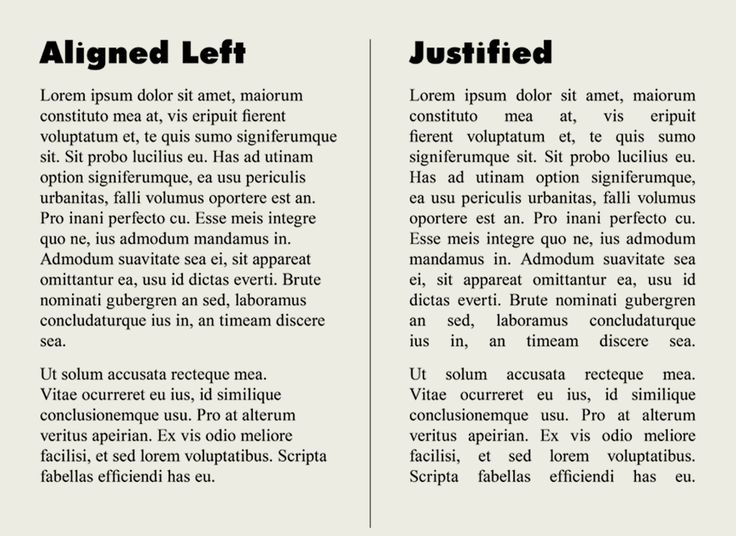 Aligned Left
Lorem ipsum dolor sit amet, maiorum
constituto mea at, vis eripuit fierent
voluptatum et, te quis sumo signiferumque
sit. Sit probo lucilius eu. Has ad utinam
option signiferumque, ea usu periculis
urbanitas, falli volumus oportere est an.
Pro inani perfecto cu. Esse meis integre
quo ne, ius admodum mandamus in.
Admodum suavitate sea ei, sit appareat
omittantur ea, usu id dictas everti. Brute
nominati gubergren an sed, laboramus
concludaturque ius in, an timeam discere
sea.
Ut solum accusata recteque mea.
Vitae ocurreret eu ius, id similique
conclusionemque usu. Pro at alterum
veritus apeirian. Ex vis odio meliore
facilisi, et sed lorem voluptatibus. Scripta
fabellas efficiendi has eu.
Justified
Lorem ipsum dolor sit amet, maiorum
constituto mea at, vis eripuit
fierent voluptatum et, te quis sumo
signiferumque sit. Sit probo lucilius eu.
Has ad utinam option signiferumque,
ea usu periculis urbanitas, falli volumus
oportere est an. Pro inani perfecto cu.
Esse meis integre quo ne, ius admodum
mandamus in. Admodum suavitate sea
ei, sit appareat omittantur ea, usu id
dictas everti. Brute nominati gubergren
an sed, laboramus concludaturque
ius in, an timeam discere sea.
Ut solum accusata recteque mea.
Vitae ocurreret eu ius, id similique
conclusionemque usu. Pro at alterum
veritus apeirian. Ex vis odio meliore
facilisi, et sed lorem voluptatibus.
Scripta fabellas efficiendi has eu.